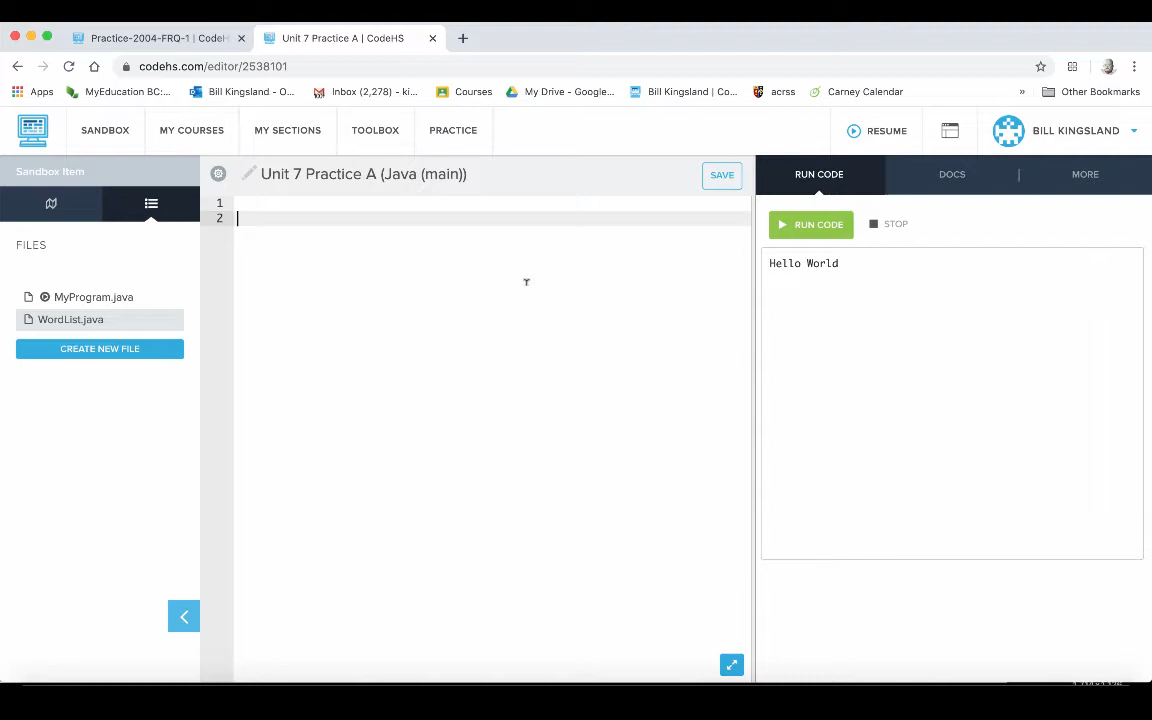 Practice-2004-FRQ-1 | CodeH
Unit 7 Practice A | CodeHS
codehs.com/editor/2538101
Apps
MyEducation BC:...
Bill Kingsland - O...
Inbox (2,278) - ki...
Courses
My Drive - Google...
Bill Kingsland | Co...
acrss
Carney Calendar
»
Other Bookmarks
SANDBOX
MY COURSES
MY SECTIONS
TOOLBOX
PRACTICE
RESUME
BILL KINGSLAND
Sandbox Item
Unit 7 Practice A (Java (main))
SAVE
RUN CODE
DOCS
|
MORE
1
2
RUN CODE
STOP
FILES
Hello World
MyProgram.java
WordList.java
CREATE NEW FILE